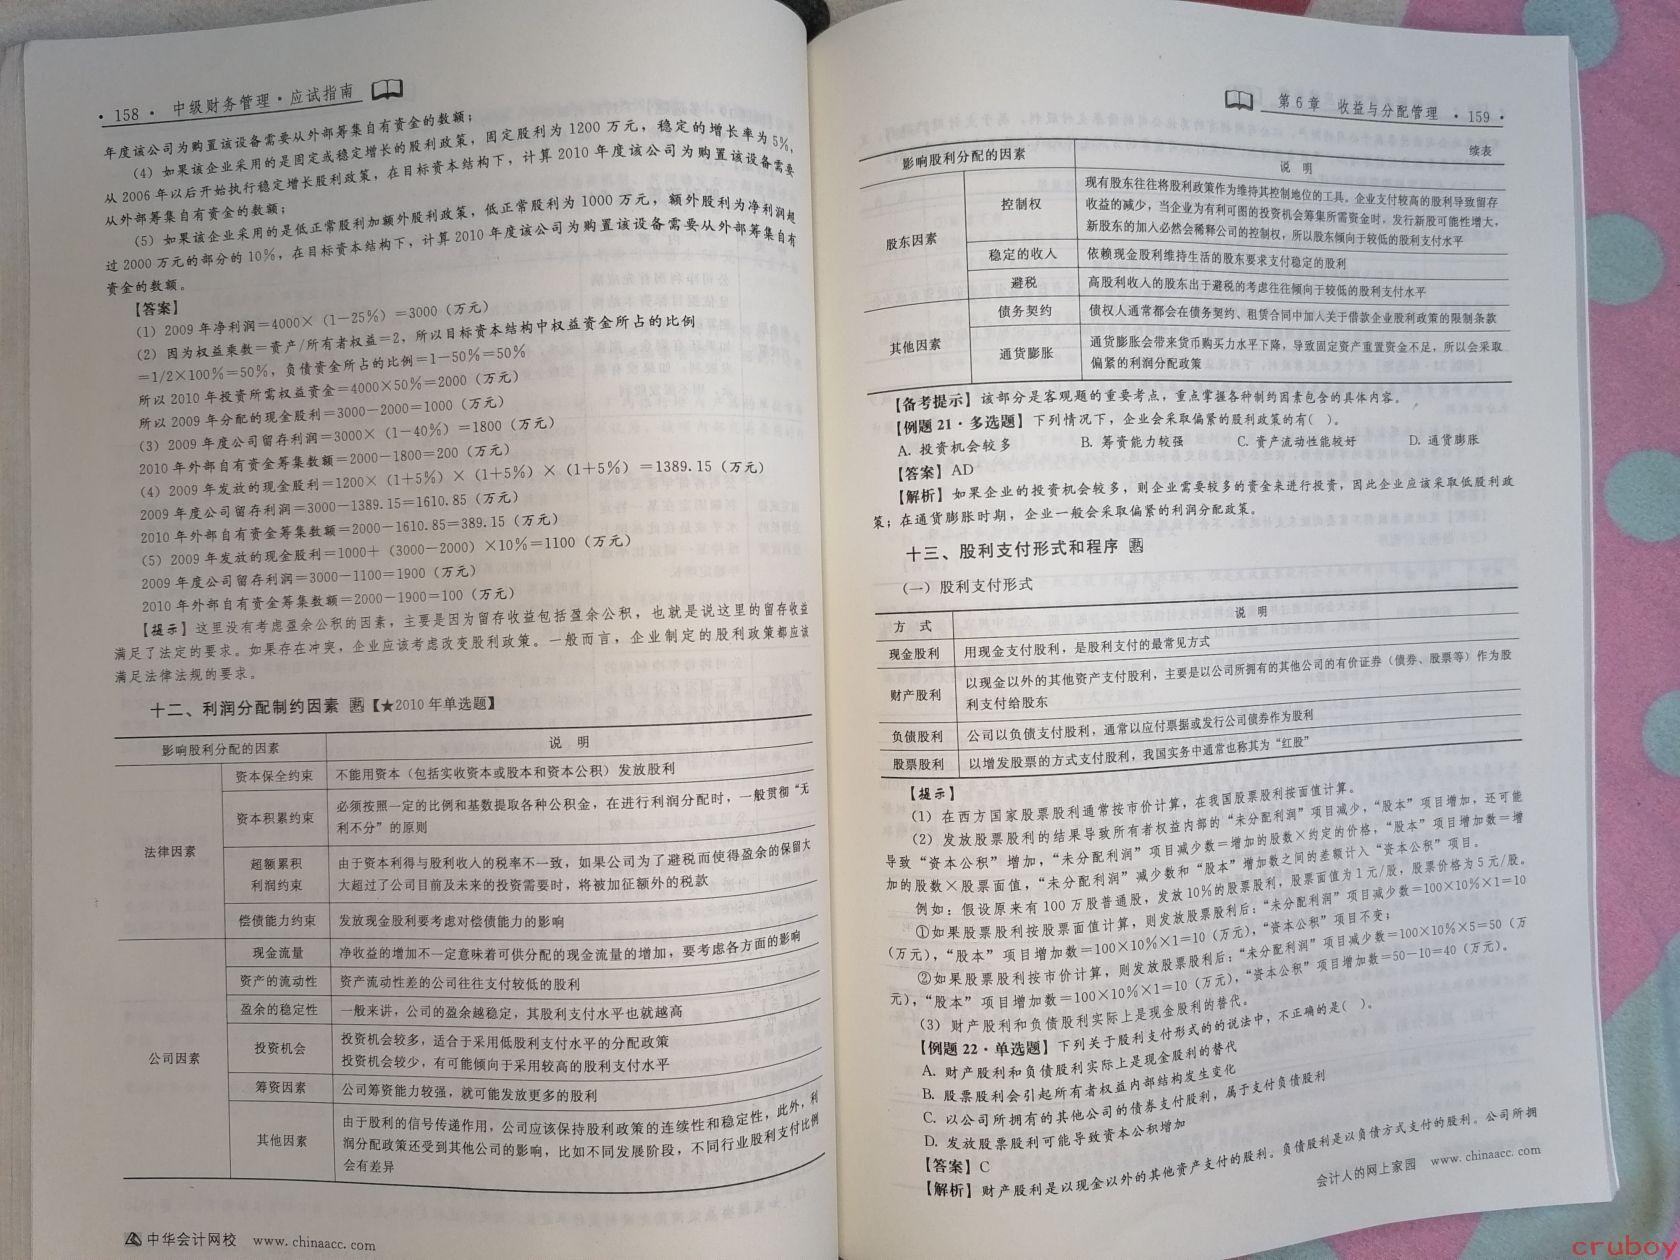 · 158 · 中级财务管理·应试指南
年度该公司为购置该设备需要从外部筹集自有资金的数额；
（4）如果该企业采用的是固定或稳定增长的股利政策，固定股利为1200万元，稳定的增长率为5%，
从2006年以后开始执行稳定增长股利政策，在目标资本结构下，计算2010年度该公司为购置该设备需要
从外部筹集自有资金的数额；
（5）如果该企业采用的是低正常股利加额外股利政策，低正常股利为1000万元，额外股利为净利润超
过2000万元的部分的10%，在目标资本结构下，计算2010年度该公司为购置该设备需要从外部筹集自有
资金的数额。
【答案】
（1）2009年净利润＝4000×（1－25%）＝3000（万元）
（2）因为权益乘数＝资产/所有者权益＝2，所以目标资本结构中权益资金所占的比例
＝1/2×100%＝50%，负债资金所占的比例＝1－50%＝50%
所以2010年投资所需权益资金＝4000×50%＝2000（万元）
所以2009年分配的现金股利＝3000－2000＝1000（万元）
（3）2009年度公司留存利润＝3000×（1－40%）＝1800（万元）
2010年外部自有资金筹集数额＝2000－1800＝200（万元）
（4）2009年发放的现金股利＝1200×（1＋5%）×（1＋5%）×（1＋5%）＝1389.15（万元）
2009年度公司留存利润＝3000－1389.15＝1610.85（万元）
2010年外部自有资金筹集数额＝2000－1610.85＝389.15（万元）
（5）2009年发放的现金股利＝1000＋（3000－2000）×10%＝1100（万元）
2009年度公司留存利润＝3000－1100＝1900（万元）
2010年外部自有资金筹集数额＝2000－1900＝100（万元）
【提示】这里没有考虑盈余公积的因素，主要是因为留存收益包括盈余公积，也就是说这里的留存收益
满足了法定的要求。如果存在冲突，企业应该考虑改变股利政策。一般而言，企业制定的股利政策都应该
满足法律法规的要求。
十二、利润分配制约因素 熟【★2010年单选题】
影响股利分配的因素 说 明
法律因素
资本保全约束 不能用资本（包括实收资本或股本和资本公积）发放股利
资本积累约束 必须按照一定的比例和基数提取各种公积金，在进行利润分配时，一般贯彻“无
利不分”的原则
超额累积 由于资本利得与股利收入的税率不一致，如果公司为了避税而使得盈余的保留大
利润约束 大超过了公司目前及未来的投资需要时，将被加征额外的税款
偿债能力约束 发放现金股利要考虑对偿债能力的影响
公司因素
现金流量 净收益的增加不一定意味着可供分配的现金流量的增加，要考虑各方面的影响
资产的流动性 资产流动性差的公司往往支付较低的股利
盈余的稳定性 一般来讲，公司的盈余越稳定，其股利支付水平也就越高
投资机会 投资机会较多，适合于采用低股利支付水平的分配政策
投资机会较少，有可能倾向于采用较高的股利支付水平
筹资因素 公司筹资能力较强，就可能发放更多的股利
其他因素 由于股利的信号传递作用，公司应该保持股利政策的连续性和稳定性，此外，利
润分配政策还受到其他公司的影响，比如不同发展阶段，不同行业股利支付比例
会有差异
中华会计网校 www.chinaacc.com
第6章 收益与分配管理 · 159 ·
续表
影响股利分配的因素 说 明
股东因素
控制权 现有股东往往将股利政策作为维持其控制地位的工具。企业支付较高的股利导致留存
收益的减少，当企业为有利可图的投资机会筹集所需资金时，发行新股可能性增大，
新股东的加入必然会稀释公司的控制权，所以股东倾向于较低的股利支付水平
稳定的收入 依赖现金股利维持生活的股东要求支付稳定的股利
避税 高股利收入的股东出于避税的考虑往往倾向于较低的股利支付水平
其他因素
债务契约 债权人通常都会在债务契约、租赁合同中加入关于借款企业股利政策的限制条款
通货膨胀 通货膨胀会带来货币购买力水平下降，导致固定资产重置资金不足，所以会采取
偏紧的利润分配政策
【备考提示】该部分是客观题的重要考点，重点掌握各种制约因素包含的具体内容。
【例题21·多选题】下列情况下，企业会采取偏紧的股利政策的有（ ）。
A. 投资机会较多 B. 筹资能力较强 C. 资产流动性能较好 D. 通货膨胀
【答案】AD
【解析】如果企业的投资机会较多，则企业需要较多的资金来进行投资，因此企业应该采取低股利政
策；在通货膨胀时期，企业一般会采取偏紧的利润分配政策。
十三、股利支付形式和程序 熟
（一）股利支付形式
方 式 说 明
现金股利 用现金支付股利，是股利支付的最常见方式
财产股利 以现金以外的其他资产支付股利，主要是以公司所拥有的其他公司的有价证券（债券、股票等）作为股
利支付给股东
负债股利 公司以负债支付股利，通常以应付票据或发行公司债券作为股利
股票股利 以增发股票的方式支付股利，我国实务中通常也称其为“红股”
【提示】
（1）在西方国家股票股利通常按市价计算，在我国股票股利按面值计算。
（2）发放股票股利的结果导致所有者权益内部的“未分配利润”项目减少，“股本”项目增加，还可能
导致“资本公积”增加，“未分配利润”项目减少数＝增加的股数×约定的价格，“股本”项目增加数＝增
加的股数×股票面值，“未分配利润”减少数和“股本”增加数之间的差额计入“资本公积”项目。
例如：假设原来有100万股普通股，发放10%的股票股利，股票面值为1元/股，股票价格为5元/股。
①如果股票股利按股票面值计算，则发放股票股利后：“未分配利润”项目减少数＝100×10%×1＝10
（万元），“股本”项目增加数＝100×10%×1＝10（万元），“资本公积”项目不变；
②如果股票股利按市价计算，则发放股票股利后：“未分配利润”项目减少数＝100×10%×5＝50（万
元），“股本”项目增加数＝100×10%×1＝10（万元），“资本公积”项目增加数＝50－10＝40（万元）。
（3）财产股利和负债股利实际上是现金股利的替代。
【例题22·单选题】下列关于股利支付形式的的说法中，不正确的是（ ）。
A. 财产股利和负债股利实际上是现金股利的替代
B. 股票股利会引起所有者权益内部结构发生变化
C. 以公司所拥有的其他公司的债券支付股利，属于支付负债股利
D. 发放股票股利可能导致资本公积增加
【答案】C
【解析】财产股利是以现金以外的其他资产支付的股利。负债股利是以负债方式支付的股利。公司所拥
会计人的网上家园 www.chinaacc.com
cruboy